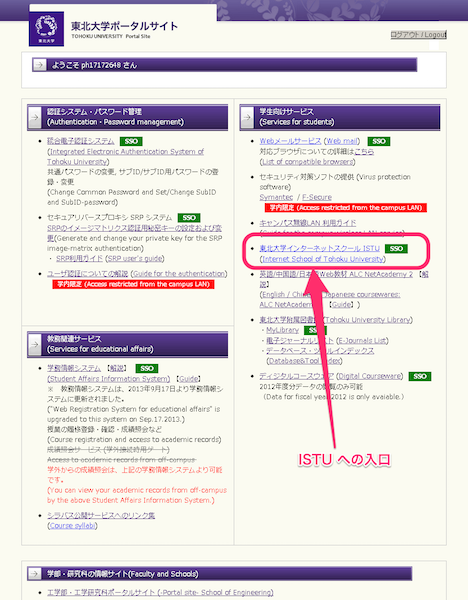 東北大学ポータルサイト
TOHOKU UNIVERSITY Portal Site
東北大学
ログアウト / Logout
ようこそ ph17172648 さん
認証システム・パスワード管理
(Authentication・Password management)
統合電子認証システム SSO
(Integrated Electronic Authentication System of
Tohoku University)
共通パスワードの変更, サブID/サブID用パスワードの登
録・変更
(Change Common Password and Set/Change SubID
and SubID-password)
セキュアリバースプロキシ SRP システム SSO
SRPのイメージマトリクス認証用秘密キーの設定および変
更(Generate and change your private key for the SRP
image-matrix authentication)
・ SRP利用ガイド (SRP user's guide)
ユーザ認証についての解説 (Guide for the authentication)
学内限定 (Access restricted from the campus LAN)
教務関連サービス
(Services for educational affairs)
学務情報システム 【解説】 SSO
(Student Affairs Information System) 【Guide】
※ 教務情報システムは、2013年9月17日より学務情報シ
ステムに更新されました。
("Web Registration System for educational affairs" is
upgraded to this system on Sep.17.2013.)
授業の履修登録・確認・成績照会など
(Course registration and access to academic records)
成績照会サービス (学外接続時用ゲート)
Access to academic records from off-campus
学外からの成績照会は、上記の学務情報システムより可能
です。
(You can view your academic records from off-campus
by the above Student Affairs Information System.)
シラバス公開サービスへのリンク集
(Course syllabi)
学生向けサービス
(Services for students)
Webメールサービス (Web mail) SSO
対応ブラウザについての詳細はこちら
(List of compatible browsers)
セキュリティ対策ソフトの提供 (Virus protection
software)
Symantec / F-Secure
学内限定 (Access restricted from the campus LAN)
キャンパス無線LAN 利用ガイド
東北大学インターネットスクール ISTU SSO
(Internet School of Tohoku University)
英語/中国語/日本語Web教材 ALC NetAcademy 2 【解
説】
(English / Chinese / Japanese coursewares:
ALC NetAcademy 【Guide】)
東北大学附属図書館 (Tohoku University Library)
・MyLibrary SSO
・電子ジャーナルリスト (E-Journals List)
・データベース・ツールインデックス
(Database&Tool Index)
ディジタルコースウェア (Digital Courseware) SSO
2012年度分データの閲覧のみ可能
(Data for fiscal year 2012 is only avaiable.)
ISTU への入口
学部・研究科の情報サイト(Faculty and Schools)
工学部・工学研究科ポータルサイト (-Portal site- School of Engineering)